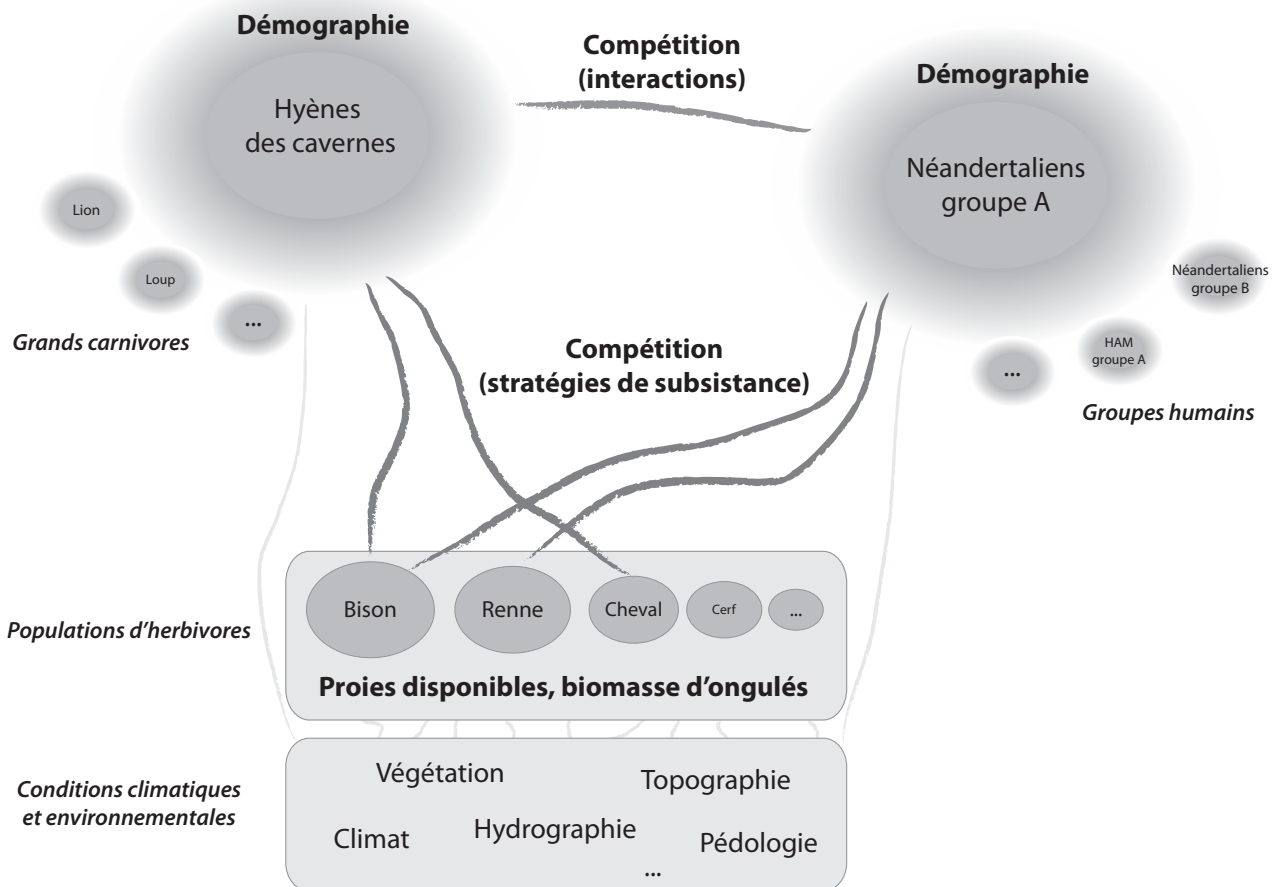 Démographie
Hyènes
des cavernes
Compétition
(interactions)
Démographie
Néandertaliens
groupe A
Lion
Loup
...
Grands carnivores
Néandertaliens
groupe B
HAM
groupe A
...
Groupes humains
Compétition
(stratégies de subsistance)
Populations d'herbivores
Bison
Renne
Cheval
Cerf
...
Proies disponibles, biomasse d'ongulés
Conditions climatiques
et environnementales
Végétation
Topographie
Climat
Hydrographie
Pédologie
...